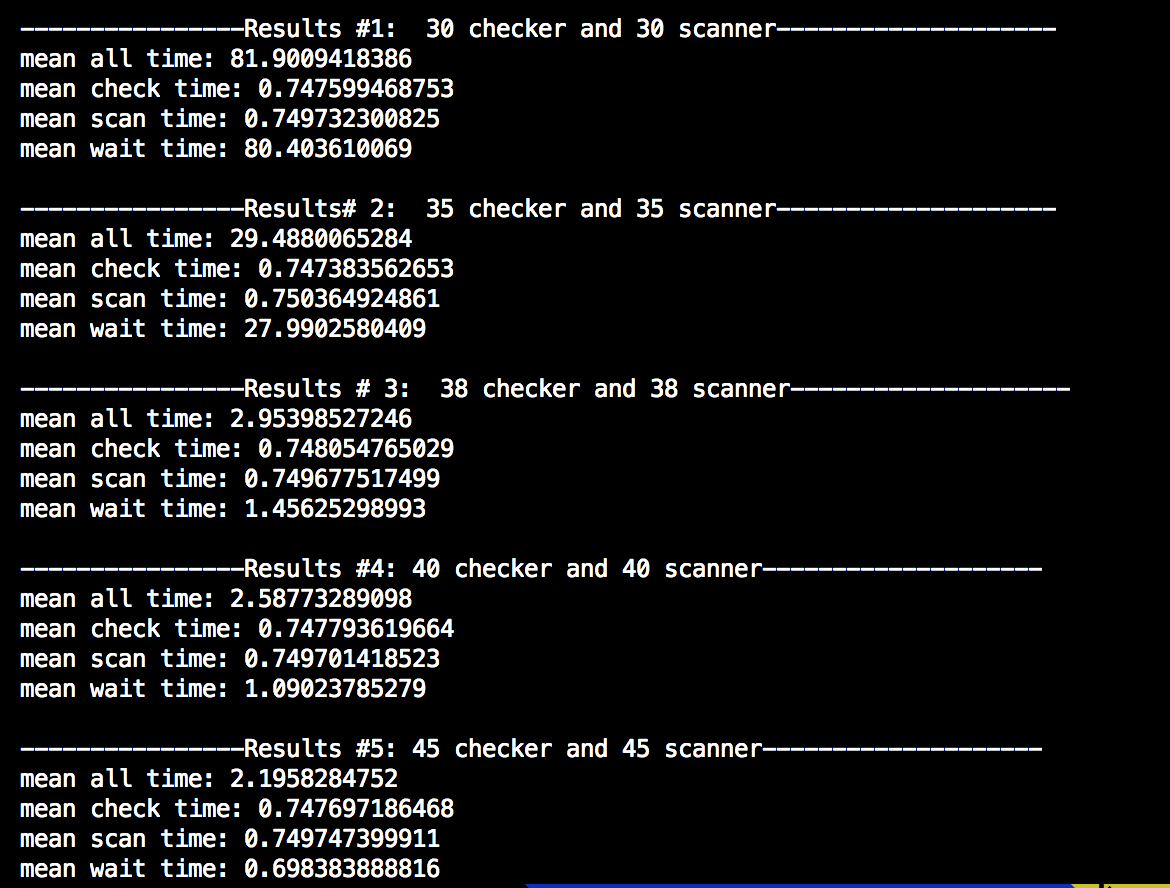 ----------------Results #1:  30 checker and 30 scanner--------------------
mean all time: 81.9009418386
mean check time: 0.747599468753
mean scan time: 0.749732300825
mean wait time: 80.403610069
----------------Results# 2:  35 checker and 35 scanner--------------------
mean all time: 29.4880065284
mean check time: 0.747383562653
mean scan time: 0.750364924861
mean wait time: 27.9902580409
----------------Results # 3:  38 checker and 38 scanner--------------------
mean all time: 2.95398527246
mean check time: 0.748054765029
mean scan time: 0.749677517499
mean wait time: 1.45625298993
----------------Results #4: 40 checker and 40 scanner--------------------
mean all time: 2.58773289098
mean check time: 0.747793619664
mean scan time: 0.749701418523
mean wait time: 1.09023785279
----------------Results #5: 45 checker and 45 scanner--------------------
mean all time: 2.1958284752
mean check time: 0.747697186468
mean scan time: 0.749747399911
mean wait time: 0.698383888816